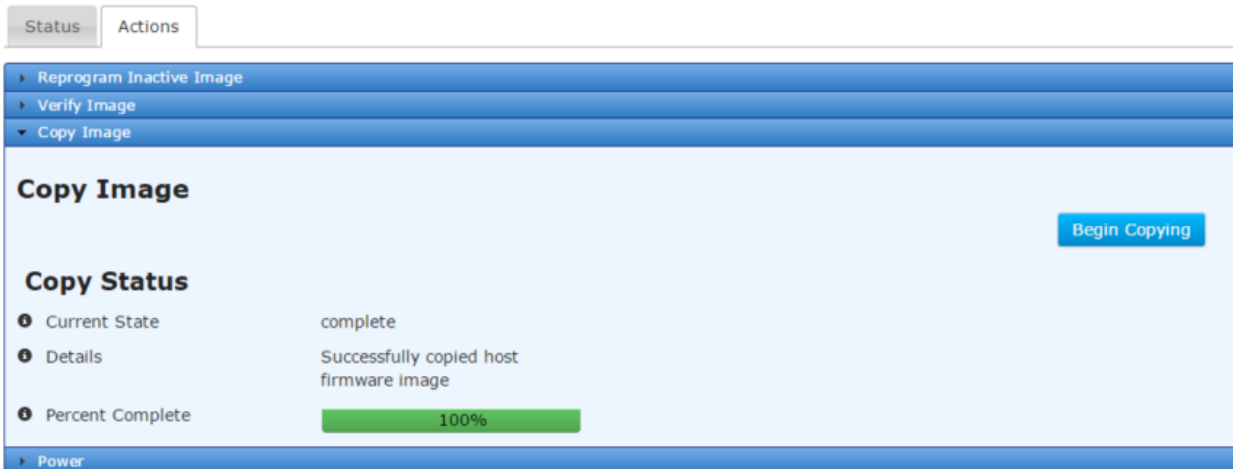 Status Actions
Reprogram Inactive Image
Verify Image
Copy Image
Copy Image
Begin Copying
Copy Status
Current State complete
Details Successfully copied host
firmware image
Percent Complete 100%
Power